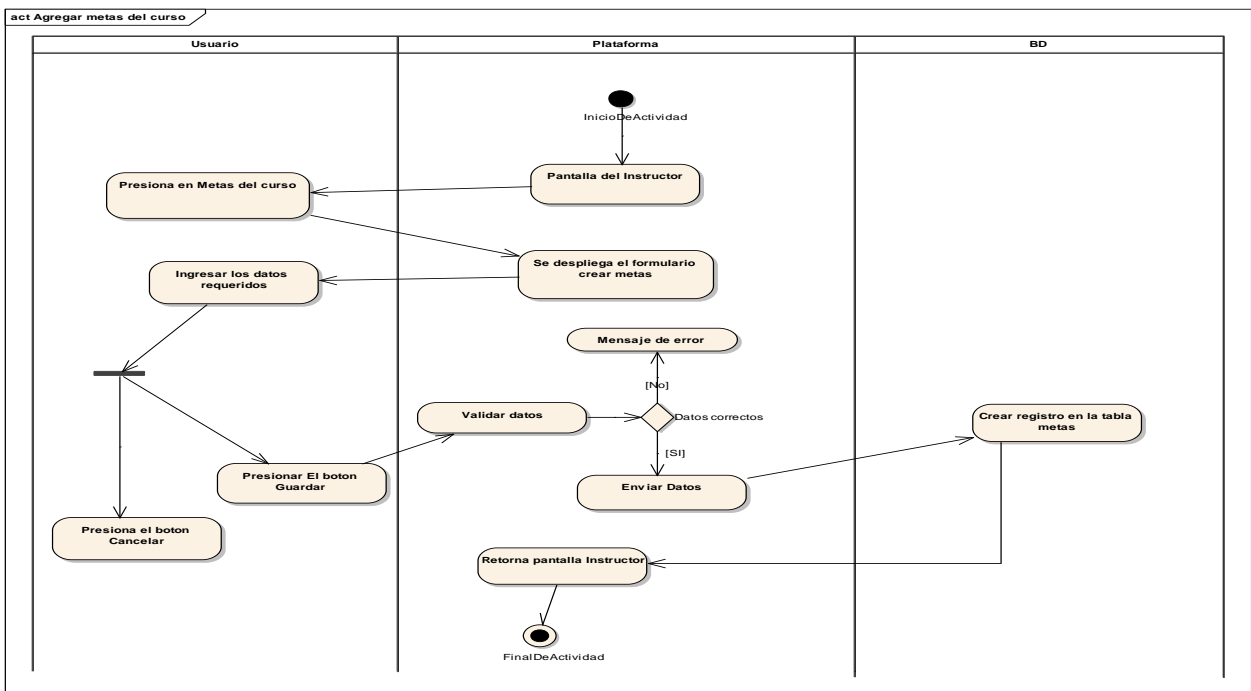 act Agregar metas del curso
Usuario
Plataforma
BD
InicioDeActividad
Pantalla del Instructor
Presiona en Metas del curso
Se despliega el formulario
crear metas
Ingresar los datos
requeridos
Mensaje de error
[No]
Validar datos
Datos correctos
Crear registro en la tabla
metas
[SI]
Presionar El boton
Guardar
Enviar Datos
Presiona el boton
Cancelar
Retorna pantalla Instructor
FinalDeActividad